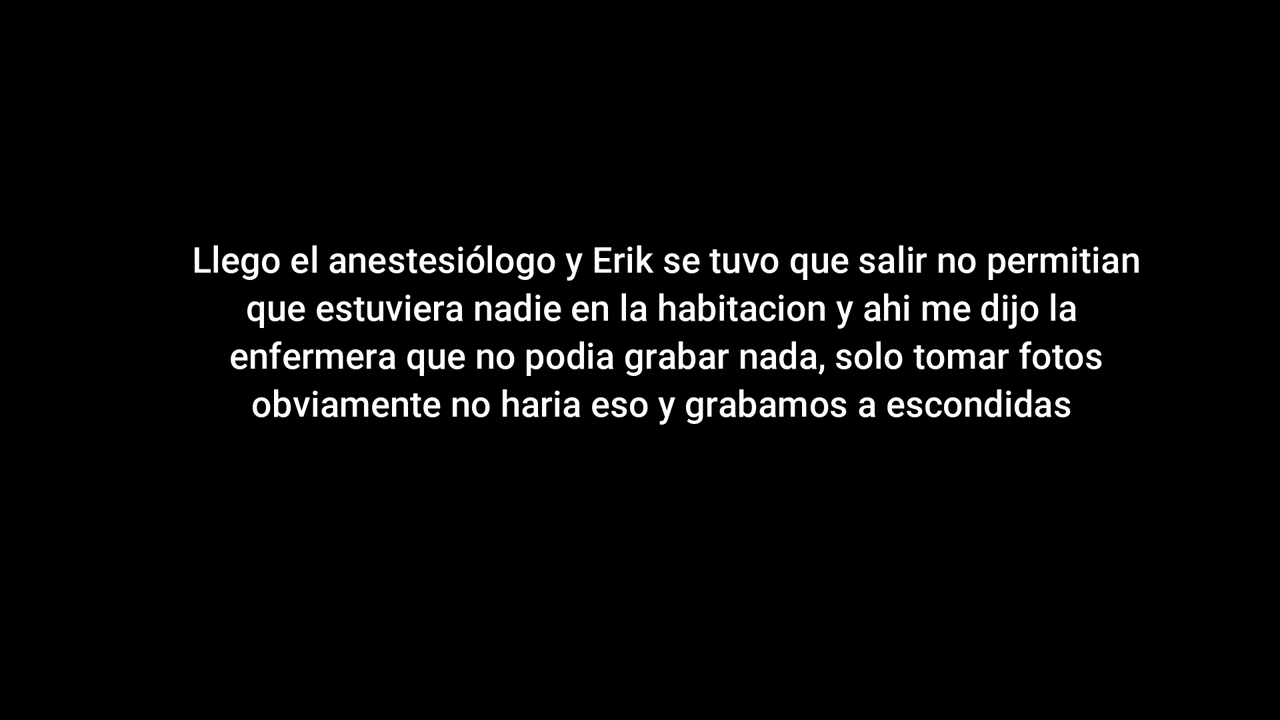 Llego el anestesiólogo y Erik se tuvo que salir no permitian
que estuviera nadie en la habitacion y ahi me dijo la
enfermera que no podia grabar nada, solo tomar fotos
obviamente no haria eso y grabamos a escondidas